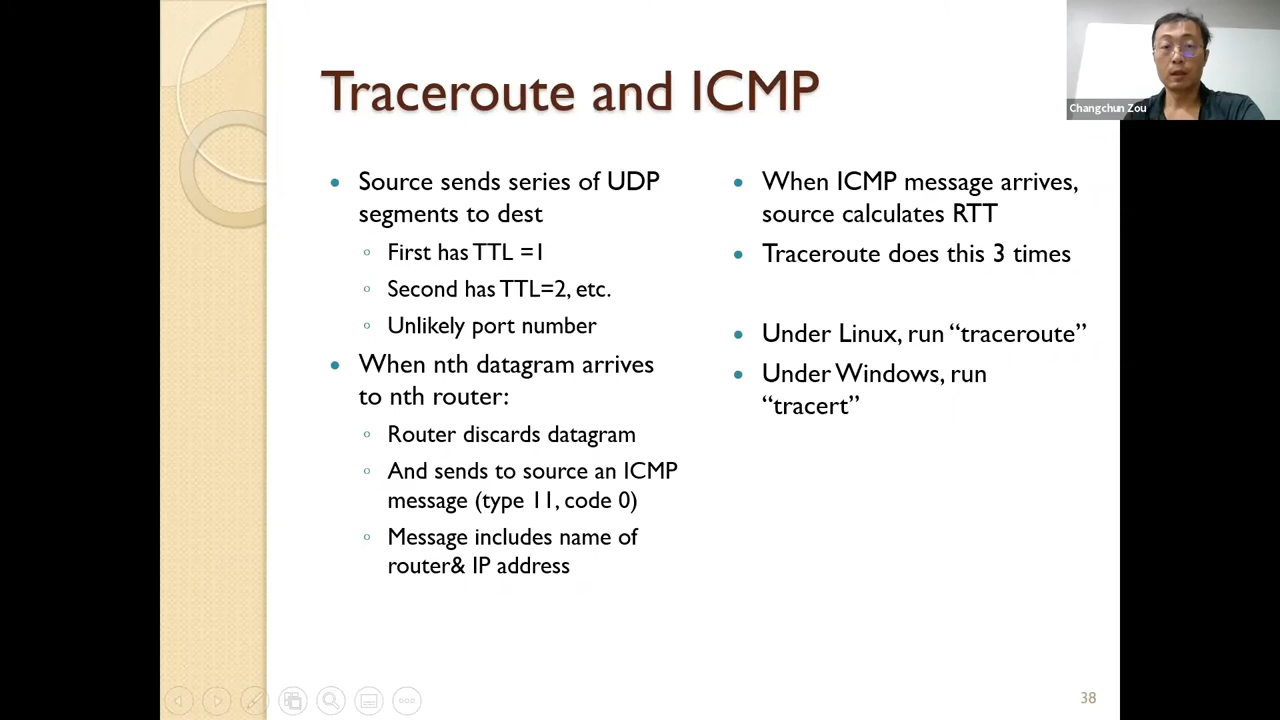 Traceroute and ICMP
Changchun Zou
Source sends series of UDP
segments to dest
First has TTL =1
Second has TTL=2, etc.
Unlikely port number
When nth datagram arrives
to nth router:
Router discards datagram
And sends to source an ICMP
message (type 11, code 0)
Message includes name of
router& IP address
When ICMP message arrives,
source calculates RTT
Traceroute does this 3 times
Under Linux, run “traceroute”
Under Windows, run
“tracert”
38